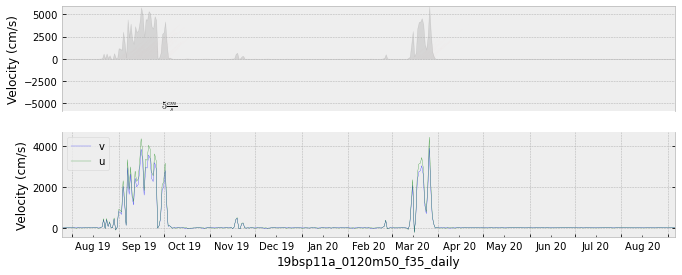 5000
2500
0
−2500
−5000
Velocity (cm/s)
5 cm/s
4000
2000
0
Velocity (cm/s)
v
u
Aug 19 Sep 19 Oct 19 Nov 19 Dec 19 Jan 20 Feb 20 Mar 20 Apr 20 May 20 Jun 20 Jul 20 Aug 20
19bsp11a_0120m50_f35_daily